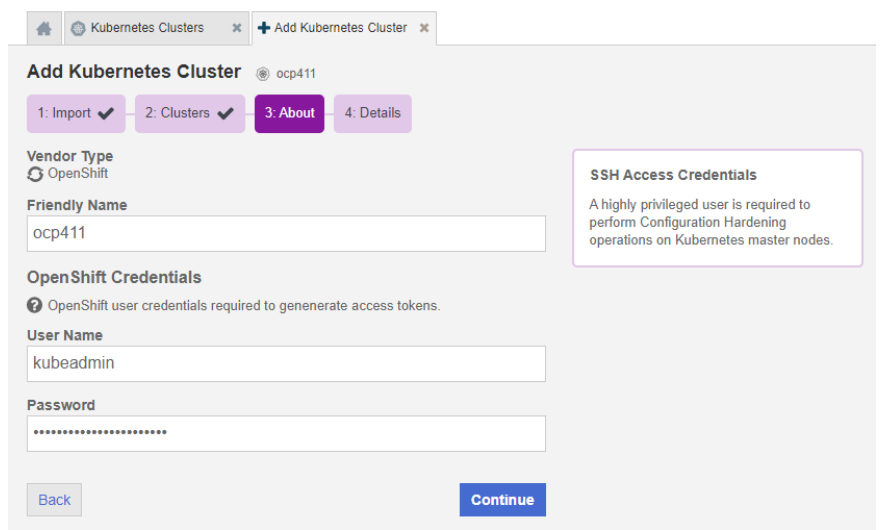 Kubernetes Clusters
Add Kubernetes Cluster
Add Kubernetes Cluster ocp411
1: Import
2: Clusters
3: About
4: Details
Vendor Type
OpenShift
Friendly Name
ocp411
OpenShift Credentials
OpenShift user credentials required to genenerate access tokens.
User Name
kubeadmin
Password
•••••••••••••••••••••••
Back
Continue
SSH Access Credentials
A highly privileged user is required to
perform Configuration Hardening
operations on Kubernetes master nodes.